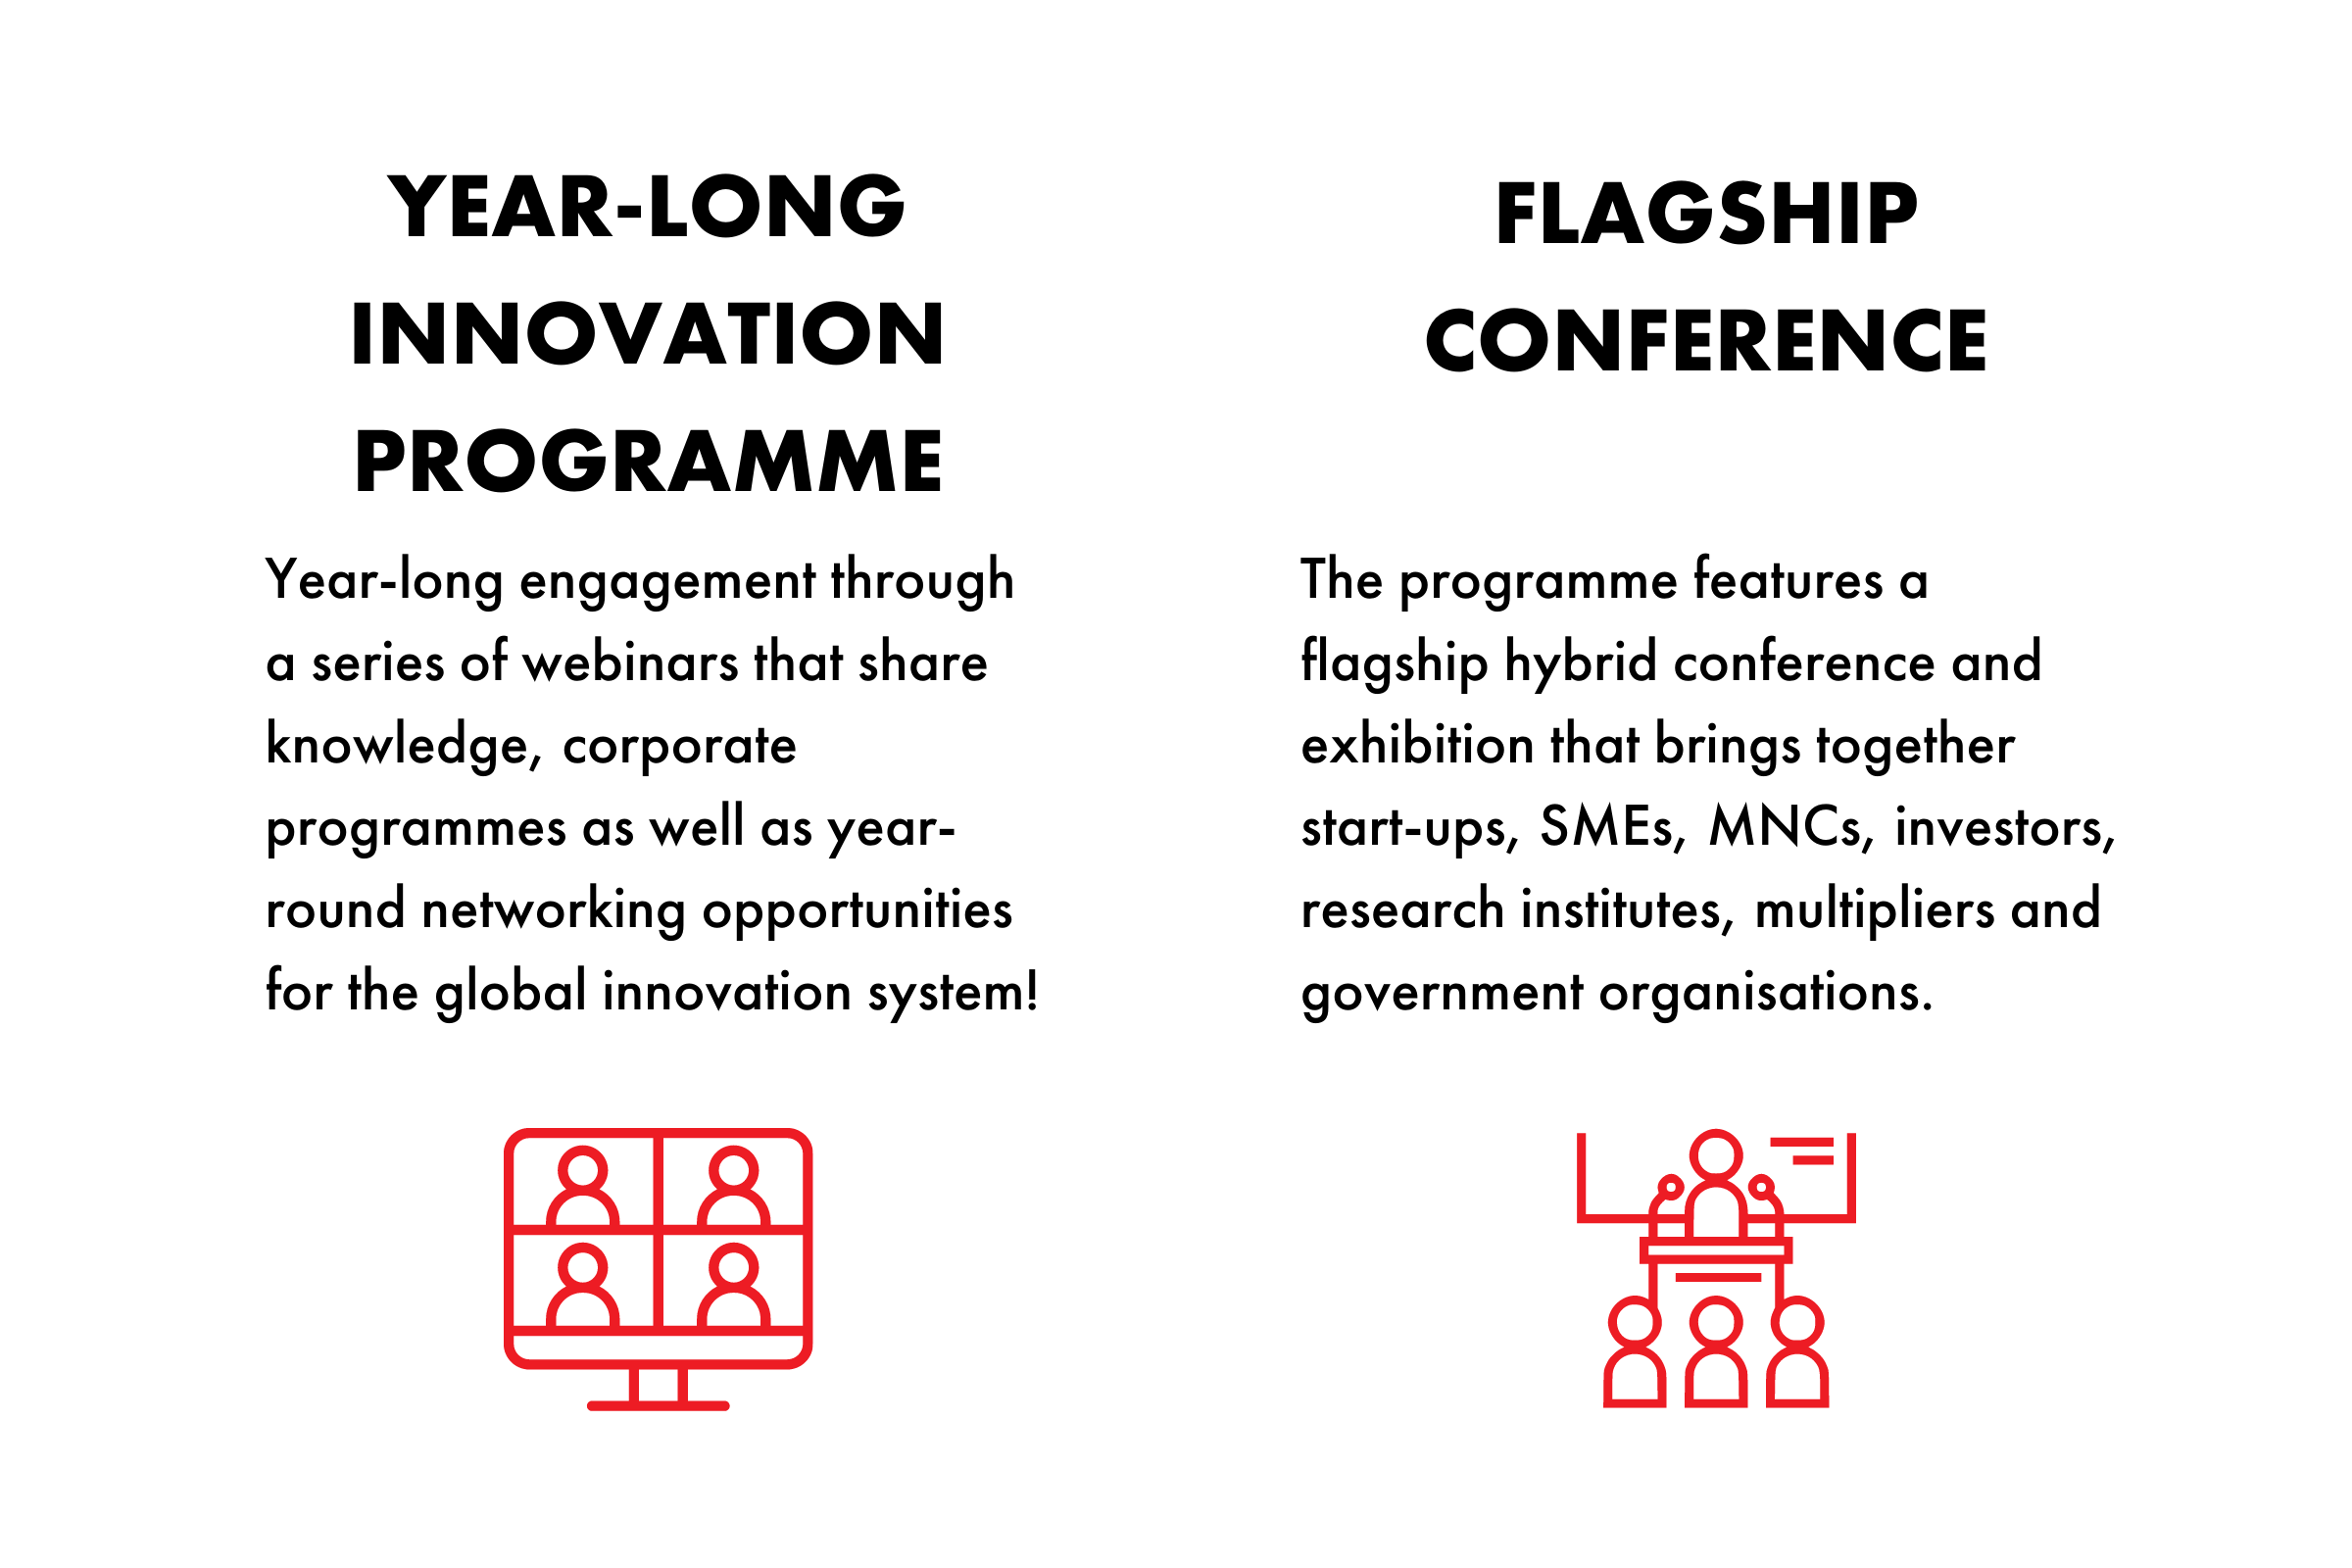 YEAR-LONG
INNOVATION
PROGRAMME
Year-long engagement through
a series of webinars that share
knowledge, corporate
programmes as well as year-
round networking opportunities
for the global innovation system!
FLAGSHIP
CONFERENCE
The programme features a
flagship hybrid conference and
exhibition that brings together
start-ups, SMEs, MNCs, investors,
research institutes, multipliers and
government organisations.